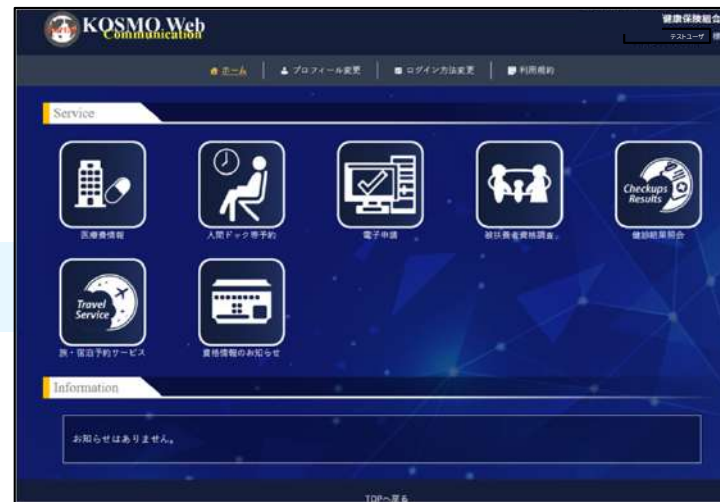 KOSMO Web
Communication
健康保険組合
テストユーザ 様
ホーム
プロフィール変更
ログイン方法変更
利用規約
Service
医療費情報
人間ドック等予約
電子申請
被扶養者資格調査
Checkups
Results
健診結果照会
Travel
Service
旅・宿泊予約サービス
資格情報のお知らせ
Information
お知らせはありません。
TOPへ戻る